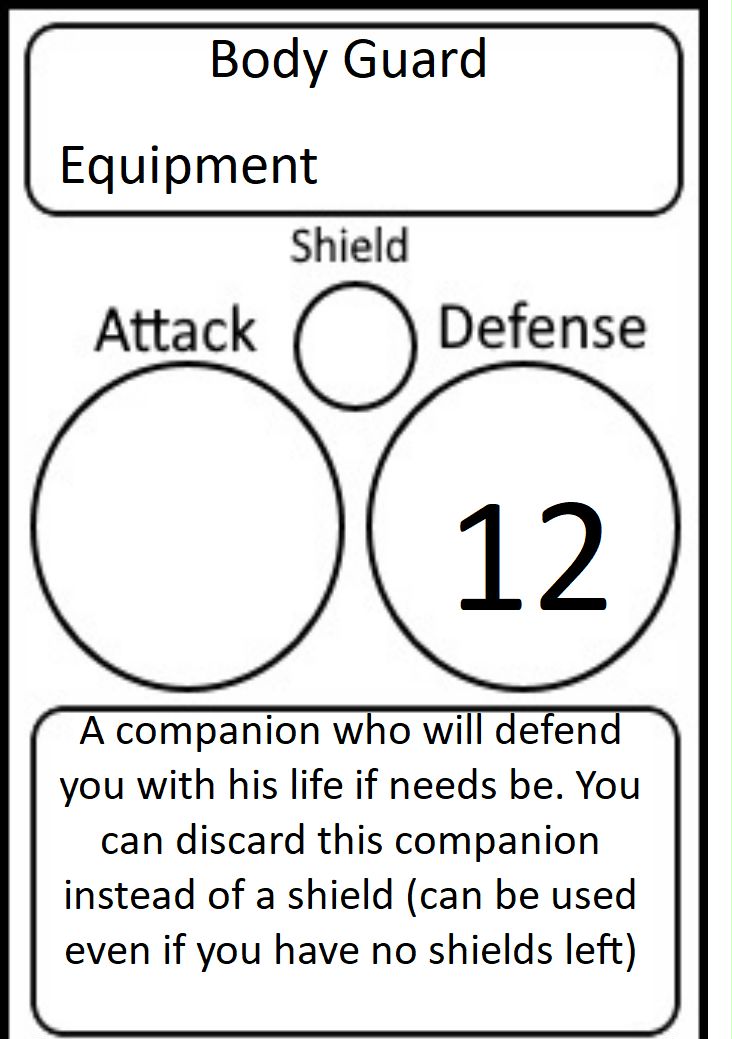 Body Guard
Equipment
Shield
Attack
Defense
12
A companion who will defend
you with his life if needs be. You
can discard this companion
instead of a shield (can be used
even if you have no shields left)